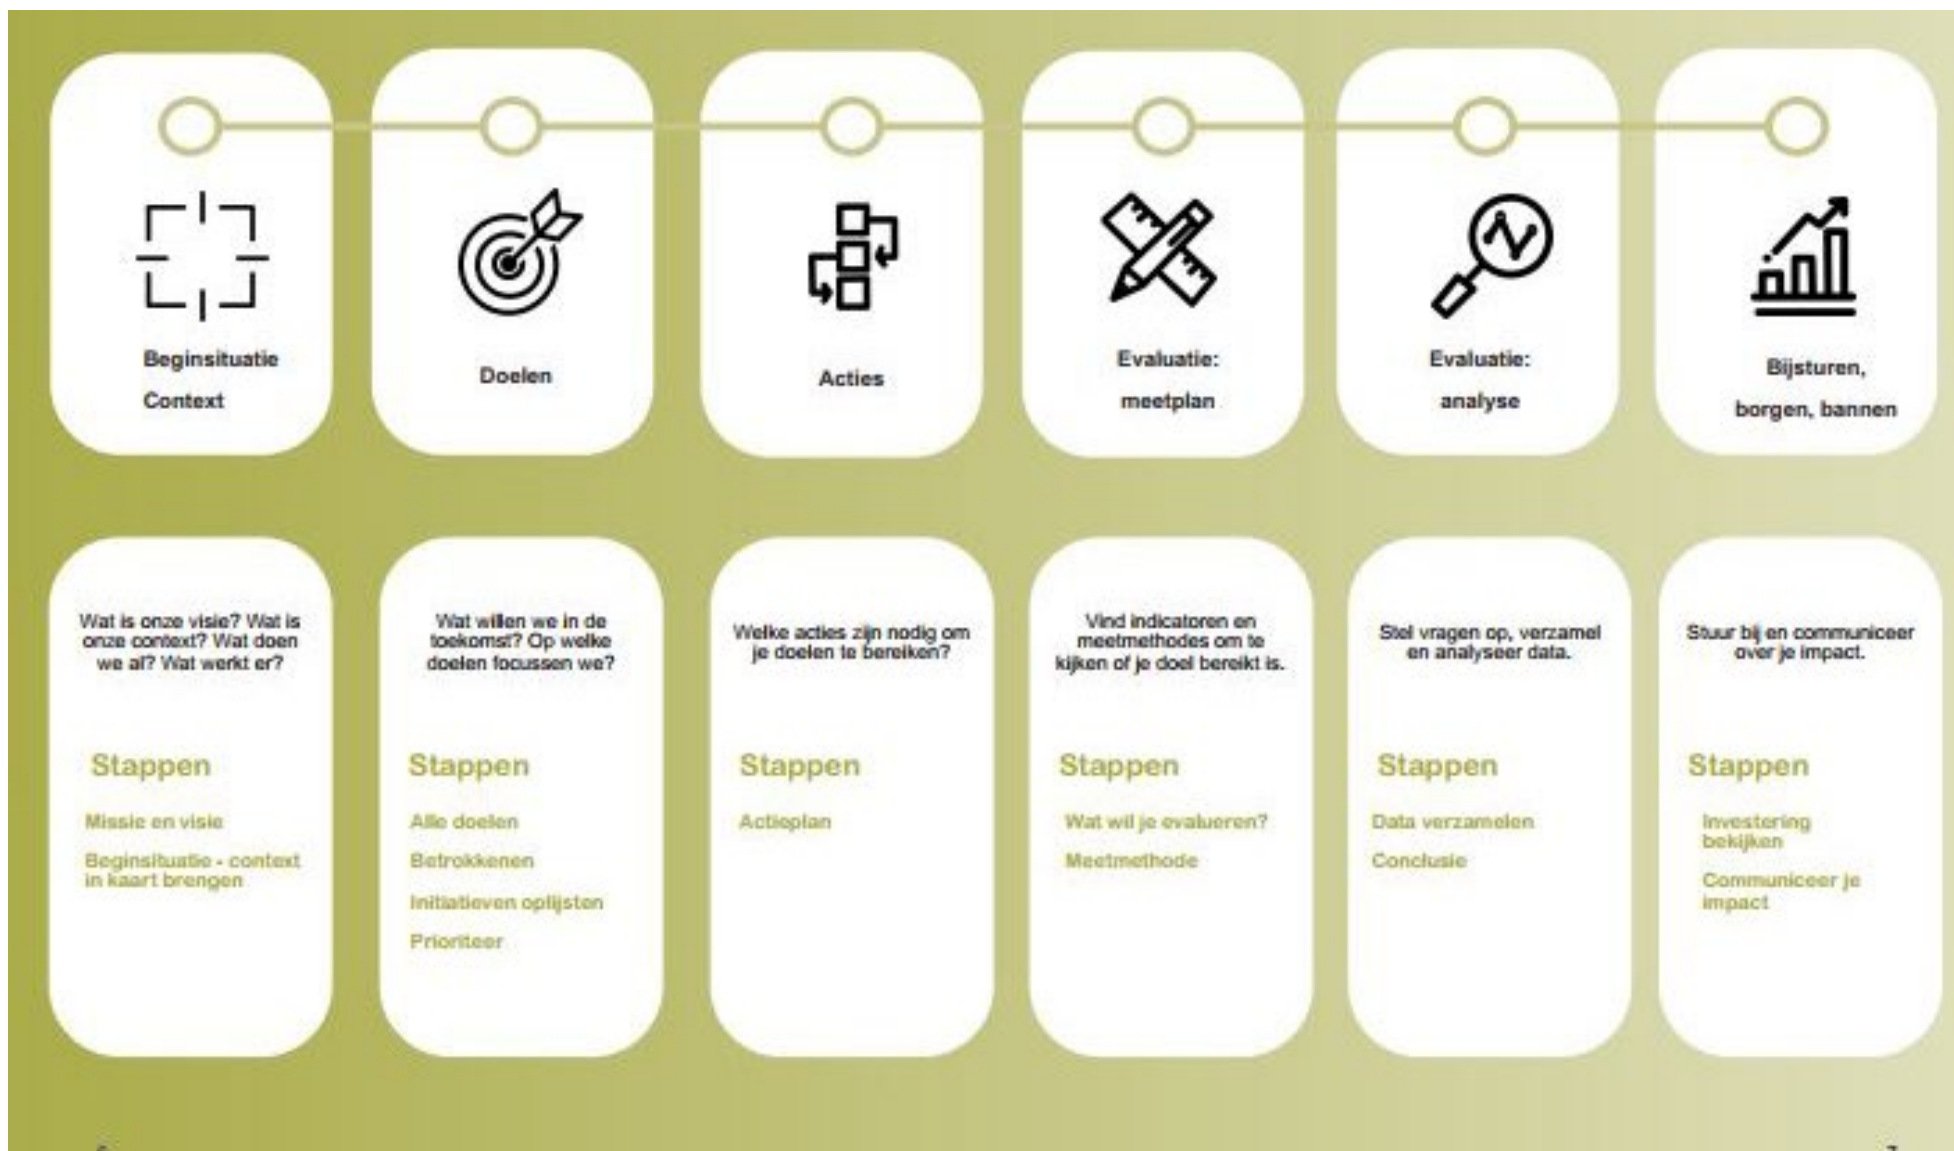 Beginsituatie
Context
Doelen
Acties
Evaluatie:
meetplan
Evaluatie:
analyse
Bijsturen,
borgen, bannen
Wat is onze visie? Wat is
onze context? Wat doen
we al? Wat werkt er?
Stappen
Missie en visie
Beginsituatie - context
in kaart brengen
Wat willen we in de
toekomst? Op welke
doelen focussen we?
Stappen
Alle doelen
Betrokkenen
Initiatieven oplijsten
Prioriteer
Welke acties zijn nodig om
je doelen te bereiken?
Stappen
Actieplan
Vind indicatoren en
meetmethodes om te
kijken of je doel bereikt is.
Stappen
Wat wil je evalueren?
Meetmethode
Stel vragen op, verzamel
en analyseer data.
Stappen
Data verzamelen
Conclusie
Stuur bij en communiceer
over je impact.
Stappen
Investering
bekijken
Communiceer je
impact